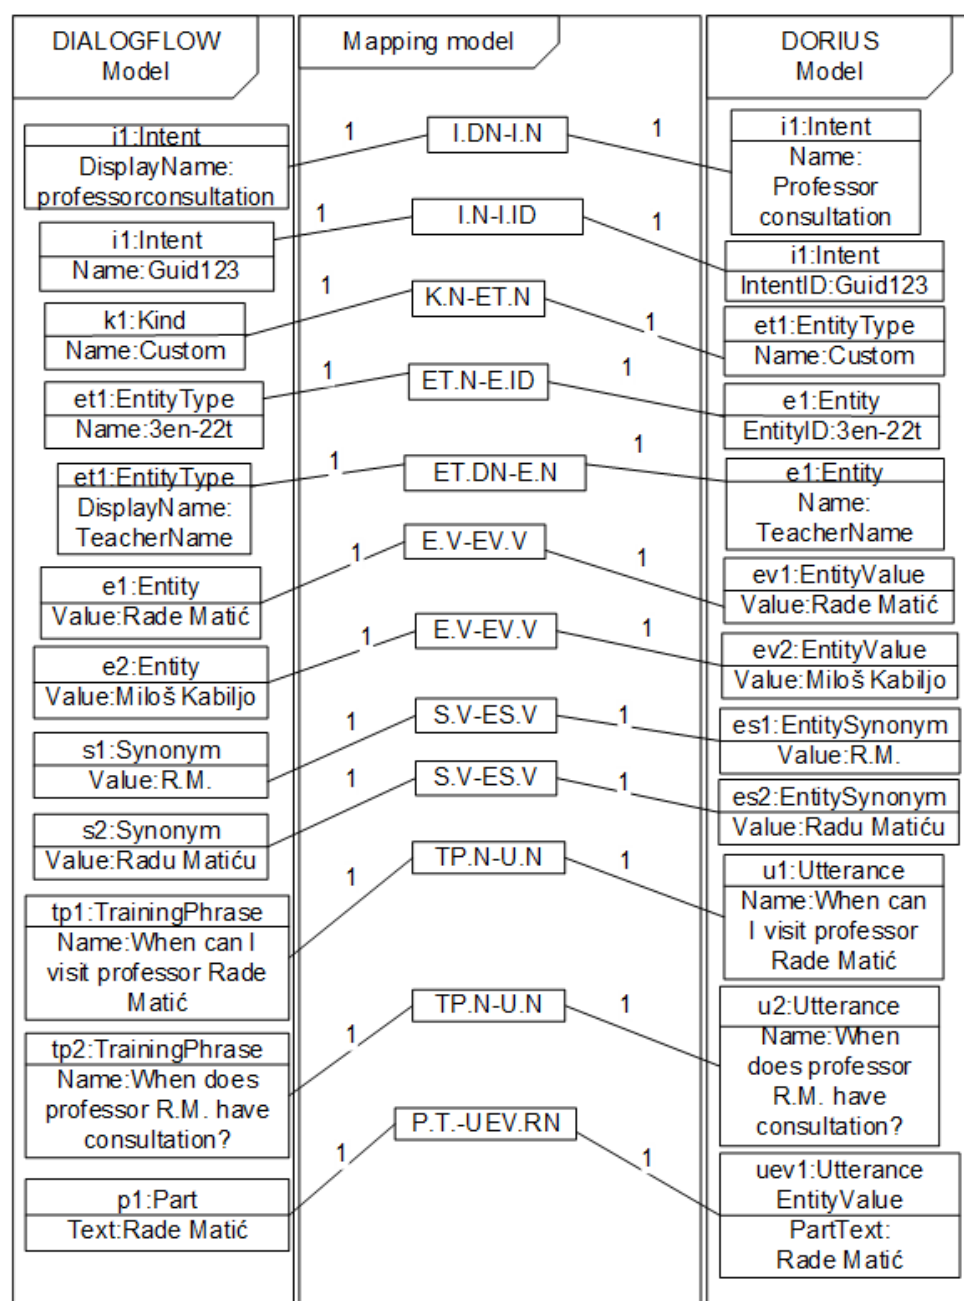 DIALOGFLOW
Model
Mapping model
DORIUS
Model
i1:Intent
DisplayName:
professorconsultation
1
I.DN-I.N
1
i1:Intent
Name:
Professor
consultation
i1:Intent
Name:Guid123
1
I.N-I.ID
1
i1:Intent
IntentID:Guid123
k1:Kind
Name:Custom
1
K.N-ET.N
1
et1:EntityType
Name:Custom
et1:EntityType
Name:3en-22t
1
ET.N-E.ID
1
e1:Entity
EntityID:3en-22t
et1:EntityType
DisplayName:
TeacherName
1
ET.DN-E.N
1
e1:Entity
Name:
TeacherName
e1:Entity
Value:Rade Matić
1
E.V-EV.V
1
ev1:EntityValue
Value:Rade Matić
e2:Entity
Value:Miloš Kabiljo
1
E.V-EV.V
1
ev2:EntityValue
Value:Miloš Kabiljo
s1:Synonym
Value:R.M.
1
S.V-ES.V
1
es1:EntitySynonym
Value:R.M.
s2:Synonym
Value:Radu Matiću
1
S.V-ES.V
1
es2:EntitySynonym
Value:Radu Matiću
tp1:TrainingPhrase
Name:When can I
visit professor Rade
Matić
1
TP.N-U.N
1
u1:Utterance
Name:When can
I visit professor
Rade Matić
tp2:TrainingPhrase
Name:When does
professor R.M. have
consultation?
1
TP.N-U.N
1
u2:Utterance
Name:When
does professor
R.M. have
consultation?
p1:Part
Text:Rade Matić
1
P.T.-UEV.RN
1
uev1:Utterance
EntityValue
PartText:
Rade Matić